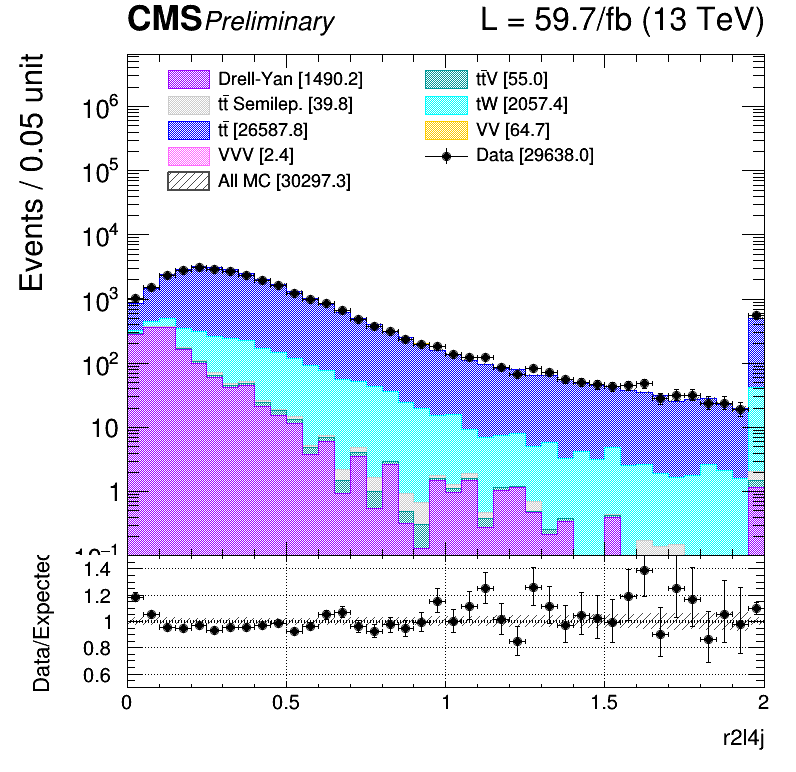 CMS Preliminary L = 59.7/fb (13 TeV)
Events / 0.05 unit
Drell-Yan [1490.2]
tt̄ Semilep. [39.8]
tt̄ [26587.8]
VVV [2.4]
All MC [30297.3]
tt̄V [55.0]
tW [2057.4]
VV [64.7]
Data [29638.0]
10⁶
10⁵
10⁴
10³
10²
10
1
10⁻¹
Data/Expected
1.4
1.2
1
0.8
0.6
0 0.5 1 1.5 2
r2l4j